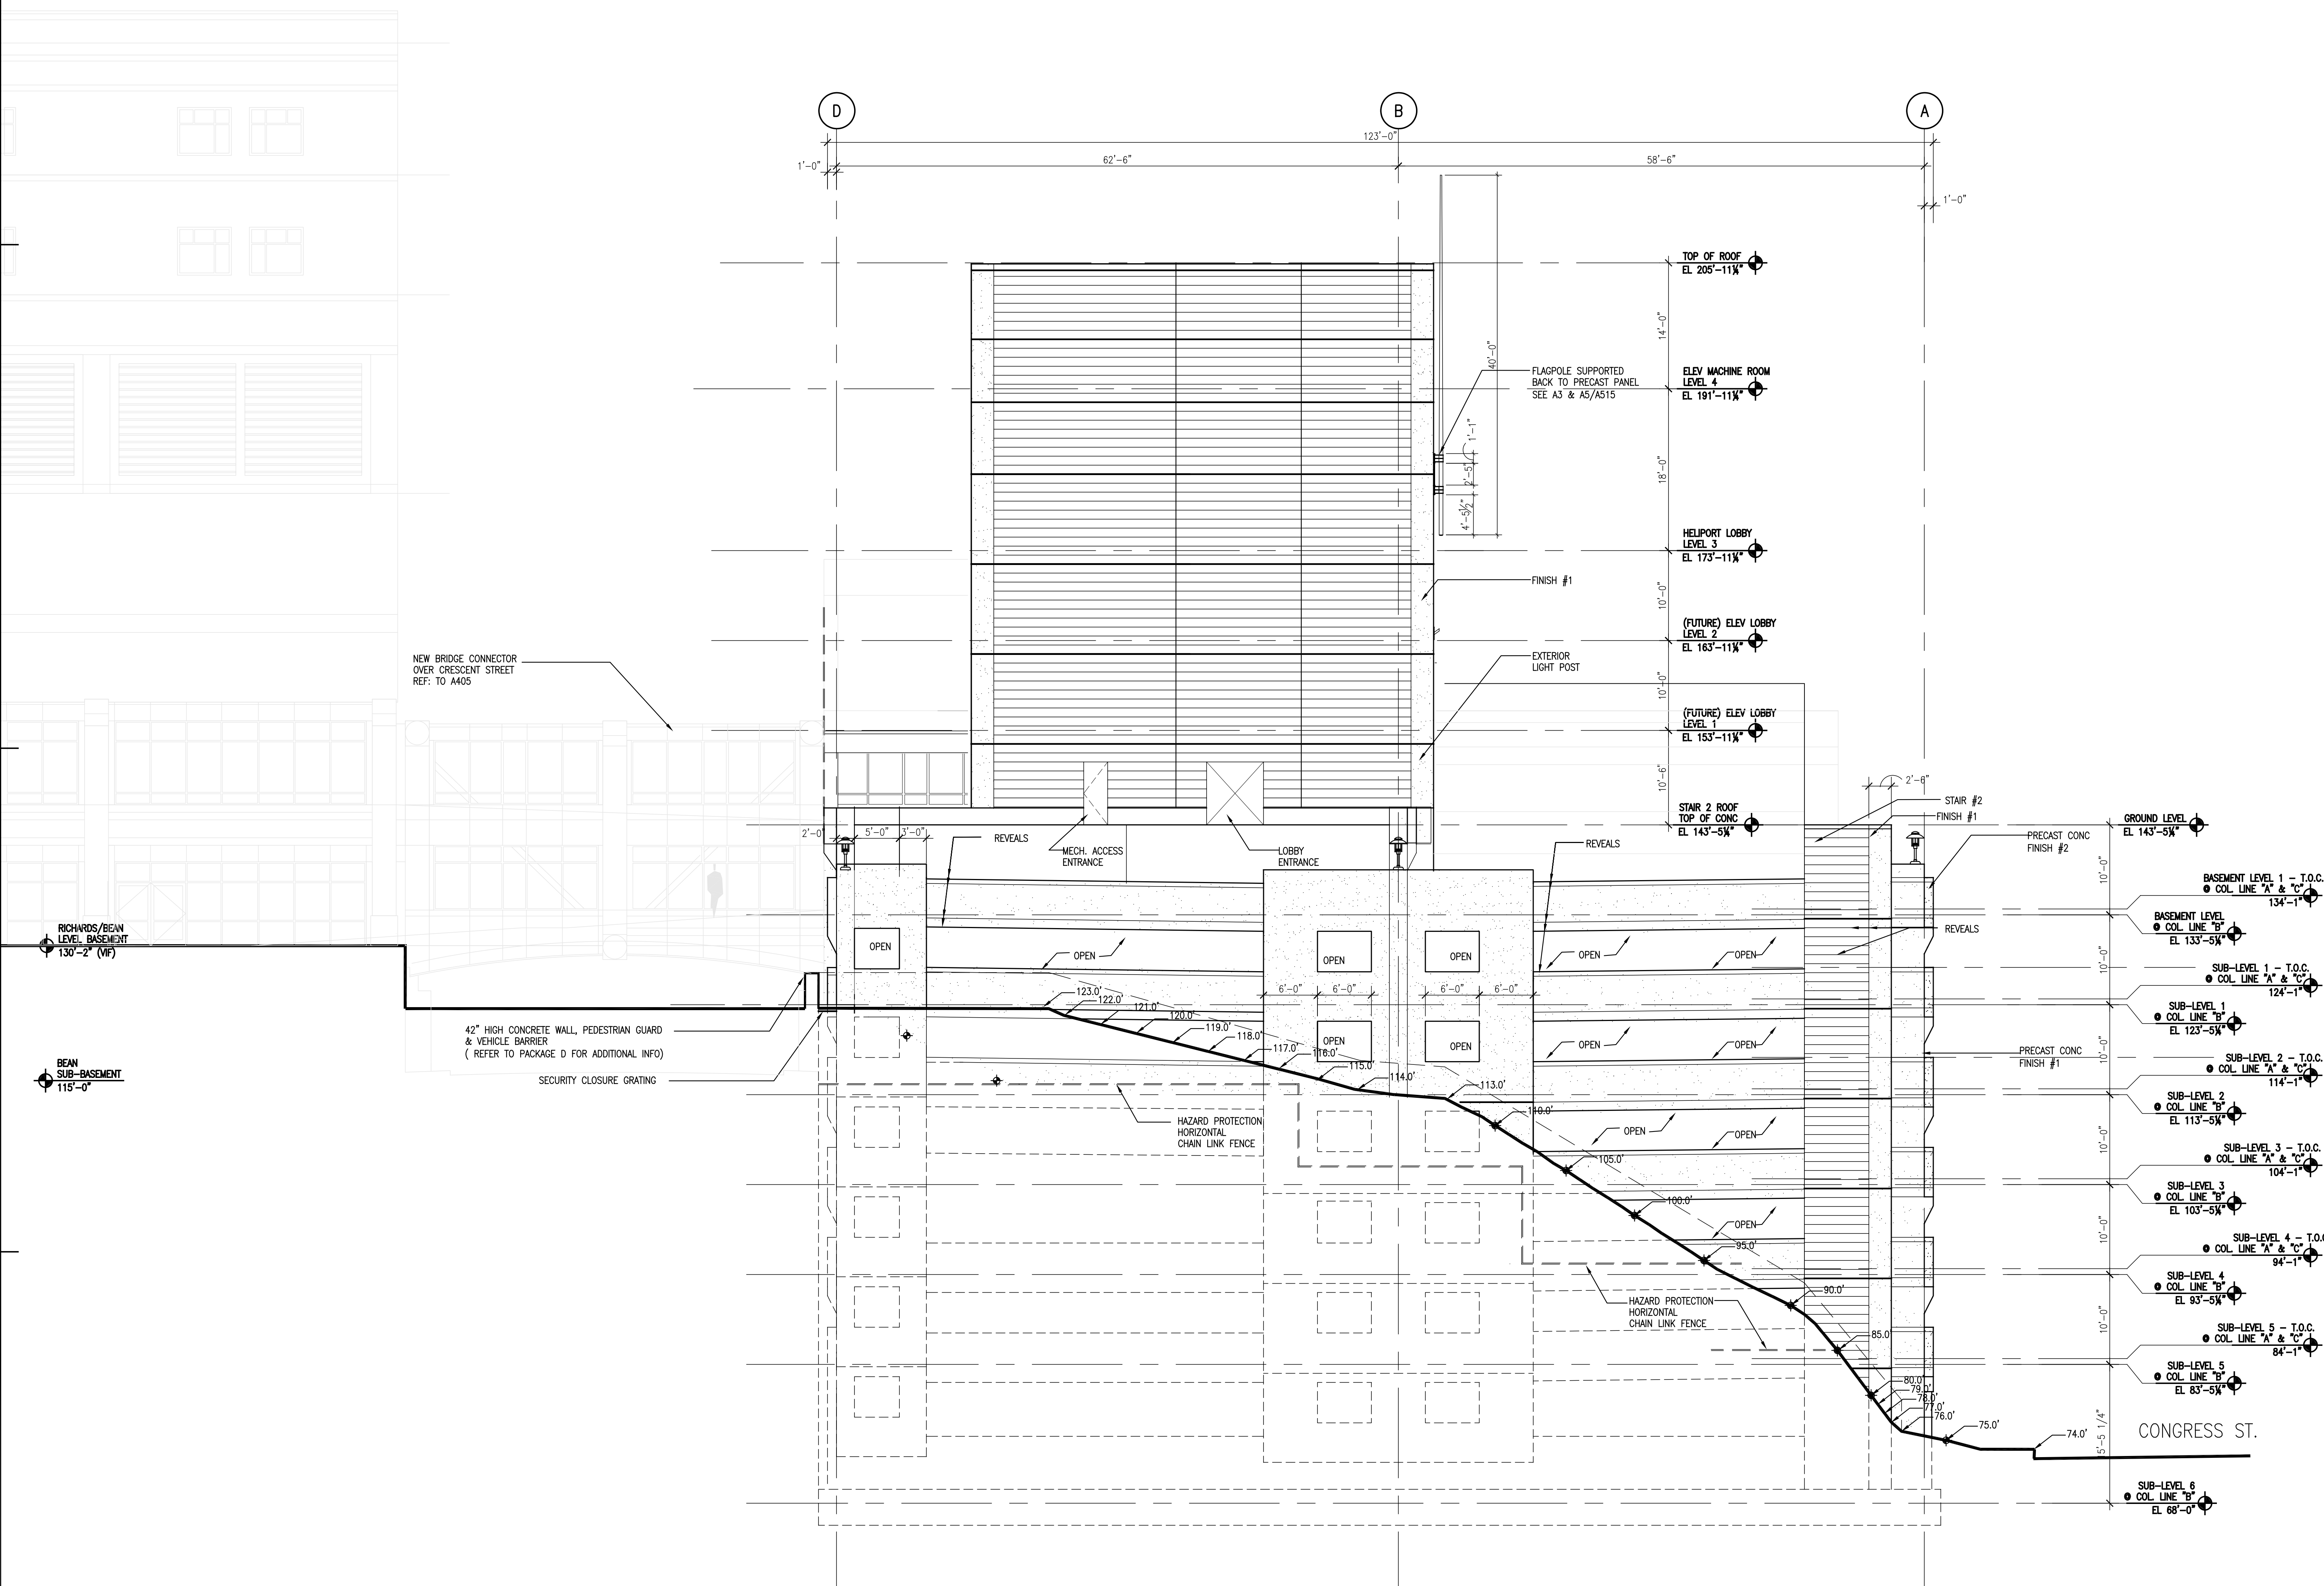 D
B
A
123'-0"
1'-0"
62'-6"
58'-6"
1'-0"
TOP OF ROOF
EL 205'-11¼"
14'-0"
40'-0"
FLAGPOLE SUPPORTED
BACK TO PRECAST PANEL
SEE A3 & A5/A515
ELEV MACHINE ROOM
LEVEL 4
EL 191'-11¼"
1'-1"
2'-5"
4'-5½"
18'-0"
HELIPORT LOBBY
LEVEL 3
EL 173'-11¼"
FINISH #1
10'-0"
(FUTURE) ELEV LOBBY
LEVEL 2
EL 163'-11¼"
NEW BRIDGE CONNECTOR
OVER CRESCENT STREET
REF: TO A405
EXTERIOR
LIGHT POST
10'-0"
(FUTURE) ELEV LOBBY
LEVEL 1
EL 153'-11¼"
10'-6"
2'-6"
STAIR #2
FINISH #1
STAIR 2 ROOF
TOP OF CONC
EL 143'-5¼"
GROUND LEVEL
EL 143'-5¼"
2'-0"
5'-0"
3'-0"
REVEALS
MECH. ACCESS
ENTRANCE
LOBBY
ENTRANCE
REVEALS
PRECAST CONC
FINISH #2
10'-0"
BASEMENT LEVEL 1 - T.O.C.
@ COL. LINE "A" & "C"
134'-1"
BASEMENT LEVEL
@ COL. LINE "B"
EL 133'-5¼"
REVEALS
RICHARDS/BEAN
LEVEL BASEMENT
130'-2" (VIF)
OPEN
OPEN
OPEN
OPEN
OPEN
OPEN
10'-0"
SUB-LEVEL 1 - T.O.C.
@ COL. LINE "A" & "C"
124'-1"
6'-0"
6'-0"
6'-0"
6'-0"
SUB-LEVEL 1
@ COL. LINE "B"
EL 123'-5¼"
123.0'
122.0'
121.0'
120.0'
119.0'
118.0'
117.0'
116.0'
115.0'
114.0'
113.0'
110.0'
105.0'
100.0'
95.0'
90.0'
85.0'
80.0'
79.0'
78.0'
77.0'
76.0'
75.0'
74.0'
42" HIGH CONCRETE WALL, PEDESTRIAN GUARD
& VEHICLE BARRIER
( REFER TO PACKAGE D FOR ADDITIONAL INFO)
SECURITY CLOSURE GRATING
BEAN
SUB-BASEMENT
115'-0"
OPEN
OPEN
OPEN
OPEN
PRECAST CONC
FINISH #1
10'-0"
SUB-LEVEL 2 - T.O.C.
@ COL. LINE "A" & "C"
114'-1"
SUB-LEVEL 2
@ COL. LINE "B"
EL 113'-5¼"
HAZARD PROTECTION
HORIZONTAL
CHAIN LINK FENCE
OPEN
OPEN
10'-0"
SUB-LEVEL 3 - T.O.C.
@ COL. LINE "A" & "C"
104'-1"
SUB-LEVEL 3
@ COL. LINE "B"
EL 103'-5¼"
OPEN
10'-0"
SUB-LEVEL 4 - T.O.C
@ COL. LINE "A" & "C"
94'-1"
SUB-LEVEL 4
@ COL. LINE "B"
EL 93'-5¼"
HAZARD PROTECTION
HORIZONTAL
CHAIN LINK FENCE
10'-0"
SUB-LEVEL 5 - T.O.C.
@ COL. LINE "A" & "C"
84'-1"
SUB-LEVEL 5
@ COL. LINE "B"
EL 83'-5¼"
15'-5 1/4"
CONGRESS ST.
SUB-LEVEL 6
@ COL. LINE "B"
EL 68'-0"